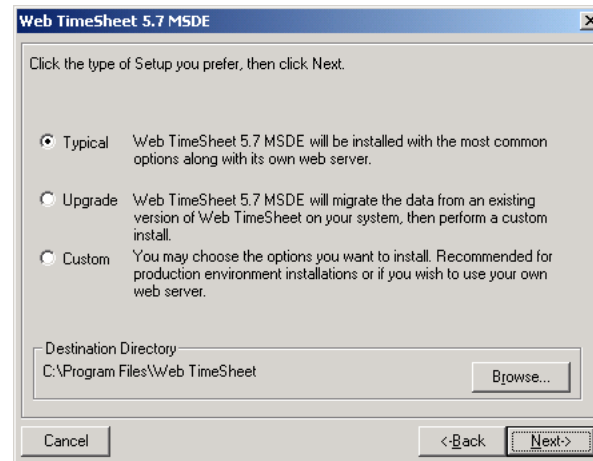 Web TimeSheet 5.7 MSDE
Click the type of Setup you prefer, then click Next.
Typical Web TimeSheet 5.7 MSDE will be installed with the most common
options along with its own web server.
Upgrade Web TimeSheet 5.7 MSDE will migrate the data from an existing
version of Web TimeSheet on your system, then perform a custom
install.
Custom You may choose the options you want to install. Recommended for
production environment installations or if you wish to use your own
web server.
Destination Directory
C:\Program Files\Web TimeSheet
Browse...
Cancel <-Back Next->